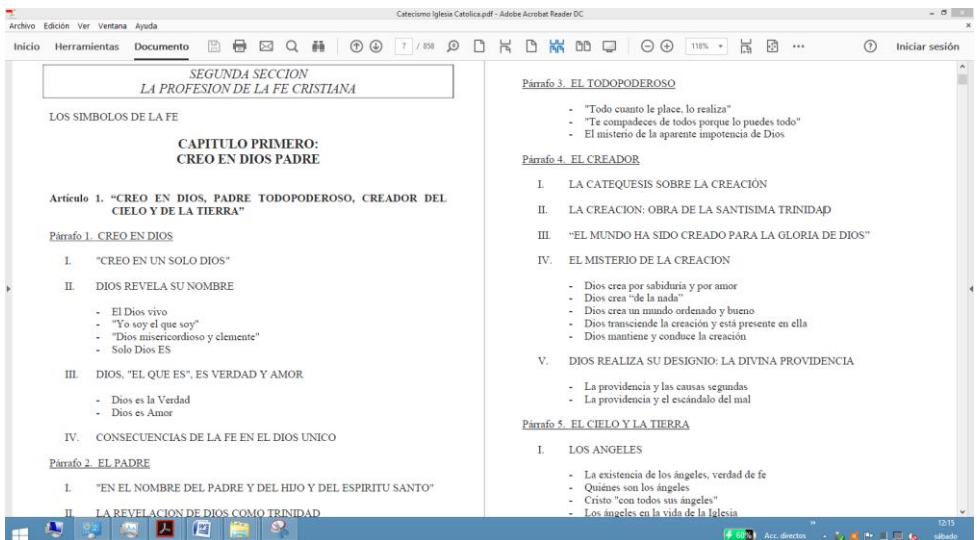 Catecismo Iglesia Catolica.pdf - Adobe Acrobat Reader DC
Archivo Edición Ver Ventana Ayuda
Inicio Herramientas Documento 7 / 858 118% Iniciar sesión
SEGUNDA SECCION
LA PROFESION DE LA FE CRISTIANA
LOS SIMBOLOS DE LA FE
CAPITULO PRIMERO:
CREO EN DIOS PADRE
Artículo 1. “CREO EN DIOS, PADRE TODOPODEROSO, CREADOR DEL
CIELO Y DE LA TIERRA”
Párrafo 1. CREO EN DIOS
I. "CREO EN UN SOLO DIOS"
II. DIOS REVELA SU NOMBRE
- El Dios vivo
- "Yo soy el que soy"
- "Dios misericordioso y clemente"
- Solo Dios ES
III. DIOS, "EL QUE ES", ES VERDAD Y AMOR
- Dios es la Verdad
- Dios es Amor
IV. CONSECUENCIAS DE LA FE EN EL DIOS UNICO
Párrafo 2. EL PADRE
I. "EN EL NOMBRE DEL PADRE Y DEL HIJO Y DEL ESPIRITU SANTO"
II. LA REVELACION DE DIOS COMO TRINIDAD
Párrafo 3. EL TODOPODEROSO
- "Todo cuanto le place, lo realiza"
- "Te compadeces de todos porque lo puedes todo"
- El misterio de la aparente impotencia de Dios
Párrafo 4. EL CREADOR
I. LA CATEQUESIS SOBRE LA CREACIÓN
II. LA CREACION: OBRA DE LA SANTISIMA TRINIDAD
III. “EL MUNDO HA SIDO CREADO PARA LA GLORIA DE DIOS”
IV. EL MISTERIO DE LA CREACION
- Dios crea por sabiduría y por amor
- Dios crea “de la nada”
- Dios crea un mundo ordenado y bueno
- Dios transciende la creación y está presente en ella
- Dios mantiene y conduce la creación
V. DIOS REALIZA SU DESIGNIO: LA DIVINA PROVIDENCIA
- La providencia y las causas segundas
- La providencia y el escándalo del mal
Párrafo 5. EL CIELO Y LA TIERRA
I. LOS ANGELES
- La existencia de los ángeles, verdad de fe
- Quiénes son los ángeles
- Cristo "con todos sus ángeles"
- Los ángeles en la vida de la Iglesia
60% Acc. directos
12:15
sábado